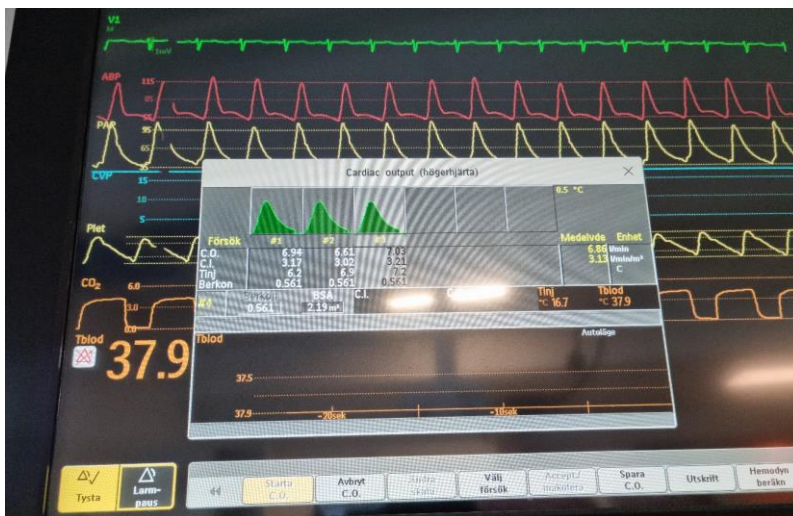 V1
1mV
ABP
115
95
PAP
95
65
35
CVP
15
10
5
Plet
CO₂
6.0
3.0
0.0
Tblod
37.9
Cardiac output (högerhjärta)
0.5 °C
Försök #1 #2 #3 Medelvde Enhet
C.O. 6.94 6.61 7.03 6.86 l/min
C.I. 3.17 3.02 3.21 3.13 l/min/m²
Tinj 6.2 6.9 7.2 C
Berkon 0.561 0.561 0.561
#4 BSA C.I. Tinj Tblod
0.561 2.19 m² °C 16.7 °C 37.9
Tblod Autoläge
37.5
37.9
-20sek -10sek
Tysta
Larm-
paus
Starta
C.O.
Avbryt
C.O.
Ändra
skala
Välj
försök
Accept/
makulera
Spara
C.O.
Utskrift
Hemodyn
beräkn